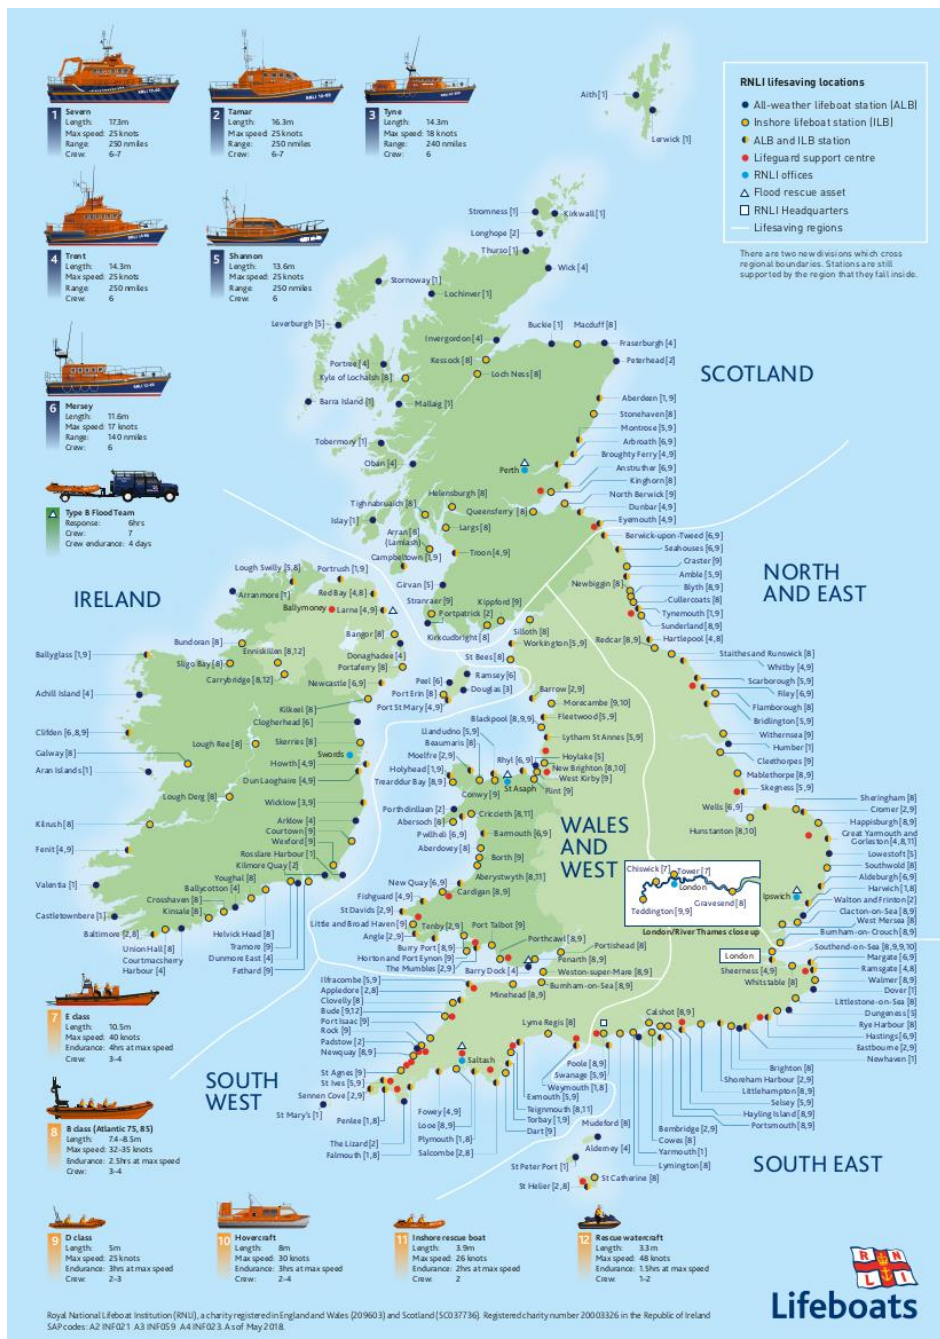 1
Severn
Length: 17.3m
Max speed: 25 knots
Range: 250 nmiles
Crew: 6-7
2
Tamar
Length: 16.3m
Max speed: 25 knots
Range: 250 nmiles
Crew: 6-7
3
Tyne
Length: 14.3m
Max speed: 18 knots
Range: 240 nmiles
Crew: 6
4
Trent
Length: 14.3m
Max speed: 25 knots
Range: 250 nmiles
Crew: 6
5
Shannon
Length: 13.6m
Max speed: 25 knots
Range: 250 nmiles
Crew: 6
6
Mersey
Length: 11.6m
Max speed: 17 knots
Range: 140 nmiles
Crew: 6
Type B Flood Team
Response: 6hrs
Crew: 7
Crew endurance: 4 days
RNLI lifesaving locations
All-weather lifeboat station (ALB)
Inshore lifeboat station (ILB)
ALB and ILB station
Lifeguard support centre
RNLI offices
Flood rescue asset
RNLI Headquarters
Lifesaving regions
There are two new divisions which cross
regional boundaries. Stations are still
supported by the region that they fall inside.
SCOTLAND
Aith [1]
Lerwick [1]
Stromness [1]
Kirkwall [1]
Longhope [2]
Thurso [1]
Wick [4]
Stornoway [1]
Lochinver [1]
Leverburgh [5]
Invergordon [4]
Buckie [1]
Macduff [8]
Fraserburgh [4]
Peterhead [2]
Kessock [8]
Loch Ness [8]
Portree [4]
Kyle of Lochalsh [8]
Barra Island [1]
Mallaig [1]
Tobermory [1]
Oban [4]
Aberdeen [1,9]
Stonehaven [8]
Montrose [5,9]
Arbroath [6,9]
Broughty Ferry [4,9]
Anstruther [6,9]
Kinghorn [8]
North Berwick [9]
Dunbar [4,9]
Eyemouth [4,9]
Perth
Helensburgh [8]
Tighnabruaich [8]
Queensferry [8]
Islay [1]
Largs [8]
Arran [8]
(Lamlash)
Campbeltown [1,9]
Troon [4,9]
Girvan [5]
Stranraer [9]
Portpatrick [2]
Kippford [9]
Kirkcudbright [8]
NORTH
AND EAST
Berwick-upon-Tweed [6,9]
Seahouses [6,9]
Craster [9]
Amble [5,9]
Newbiggin [8]
Blyth [8,9]
Cullercoats [8]
Tynemouth [1,9]
Sunderland [8,9]
Hartlepool [4,8]
Redcar [8,9]
Staithes and Runswick [8]
Whitby [4,9]
Scarborough [5,9]
Filey [6,9]
Flamborough [8]
Bridlington [5,9]
Withernsea [9]
Humber [1]
Cleethorpes [9]
Mablethorpe [8,9]
Skegness [5,9]
Wells [6,9]
Hunstanton [8,10]
Sheringham [8]
Cromer [2,9]
Happisburgh [8,9]
Great Yarmouth and
Gorleston [4,8,11]
Lowestoft [5]
Southwold [8]
Aldeburgh [6,9]
IRELAND
Lough Swilly [5,8]
Portrush [1,9]
Arranmore [1]
Red Bay [4,8]
Ballymoney
Larne [4,9]
Bangor [8]
Donaghadee [4]
Portaferry [8]
Newcastle [6,9]
Bundoran [8]
Enniskillen [8,12]
Sligo Bay [8]
Carrybridge [8,12]
Ballyglass [1,9]
Achill Island [4]
Clifden [6,8,9]
Galway [8]
Aran Islands [1]
Kilkeel [8]
Clogherhead [6]
Skerries [8]
Swords
Lough Ree [8]
Howth [4,9]
Dun Laoghaire [4,9]
Lough Derg [8]
Wicklow [3,9]
Arklow [4]
Courtown [9]
Wexford [9]
Rosslare Harbour [1]
Kilmore Quay [2]
Kilrush [8]
Fenit [4,9]
Valentia [1]
Castletownbere [1]
Youghal [8]
Ballycotton [4]
Crosshaven [8]
Kinsale [8]
Baltimore [2,8]
Union Hall [8]
Courtmacsherry
Harbour [4]
Helvick Head [8]
Tramore [9]
Dunmore East [4]
Fethard [9]
WALES
AND
WEST
Silloth [8]
Workington [5,9]
St Bees [8]
Ramsey [6]
Peel [6]
Douglas [3]
Port Erin [8]
Port St Mary [4,9]
Barrow [2,9]
Morecambe [9,10]
Fleetwood [5,9]
Blackpool [8,9,9]
Lytham St Annes [5,9]
Llandudno [5,9]
Beaumaris [8]
Moelfre [2,9]
Rhyl [6,9]
Hoylake [5]
New Brighton [8,10]
West Kirby [9]
Holyhead [1,9]
Trearddur Bay [8,9]
Conwy [9]
St Asaph
Flint [9]
Porthdinllaen [2]
Criccieth [8,11]
Abersoch [8]
Pwllheli [6,9]
Barmouth [6,9]
Aberdovey [8]
Borth [9]
Aberystwyth [8,11]
New Quay [6,9]
Cardigan [8,9]
Fishguard [4,9]
St Davids [2,9]
Little and Broad Haven [9]
Angle [2,9]
Tenby [2,9]
Port Talbot [9]
Burry Port [8,9]
Horton and Port Eynon [9]
The Mumbles [2,9]
Porthcawl [8,9]
Portishead [8]
Penarth [8,9]
Barry Dock [4]
Weston-super-Mare [8,9]
Burnham-on-Sea [8,9]
Minehead [8,9]
Chiswick [7]
Tower [7]
London
Teddington [9,9]
Gravesend [8]
London/River Thames close up
Ipswich
London
Harwich [1,8]
Walton and Frinton [2]
Clacton-on-Sea [8,9]
West Mersea [8]
Burnham-on-Crouch [8,9]
Southend-on-Sea [8,9,9,10]
Sheerness [4,9]
Margate [6,9]
Whitstable [8]
Ramsgate [4,8]
Walmer [8,9]
Dover [1]
Littlestone-on-Sea [8]
Dungeness [5]
Rye Harbour [8]
Hastings [6,9]
Eastbourne [2,9]
Newhaven [1]
Brighton [8]
Shoreham Harbour [2,9]
Littlehampton [8,9]
Selsey [5,9]
Hayling Island [8,9]
Portsmouth [8,9]
Calshot [8,9]
Bembridge [2,9]
Cowes [8]
Yarmouth [1]
Lymington [8]
Mudeford [8]
SOUTH EAST
SOUTH
WEST
Ilfracombe [5,9]
Appledore [2,8]
Clovelly [8]
Bude [9,12]
Port Isaac [9]
Rock [9]
Padstow [2]
Newquay [8,9]
St Agnes [9]
St Ives [5,9]
Sennen Cove [2,9]
St Mary's [1]
Penlee [1,8]
The Lizard [2]
Falmouth [1,8]
Saltash
Fowey [4,9]
Looe [8,9]
Plymouth [1,8]
Salcombe [2,8]
Lyme Regis [8]
Poole [8,9]
Swanage [5,9]
Weymouth [1,8]
Exmouth [5,9]
Teignmouth [8,11]
Torbay [1,9]
Dart [9]
Alderney [4]
St Peter Port [1]
St Catherine [8]
St Helier [2,8]
7
E class
Length: 10.5m
Max speed: 40 knots
Endurance: 4hrs at max speed
Crew: 3-4
8
B class (Atlantic 75, 85)
Length: 7.4-8.5m
Max speed: 32-35 knots
Endurance: 2.5hrs at max speed
Crew: 3-4
9
D class
Length: 5m
Max speed: 25 knots
Endurance: 3hrs at max speed
Crew: 2-3
10
Hovercraft
Length: 8m
Max speed: 30 knots
Endurance: 3hrs at max speed
Crew: 2-4
11
Inshore rescue boat
Length: 3.9m
Max speed: 26 knots
Endurance: 2hrs at max speed
Crew: 2
12
Rescue watercraft
Length: 3.3m
Max speed: 48 knots
Endurance: 1.5hrs at max speed
Crew: 1-2
R N
L I
Lifeboats
Royal National Lifeboat Institution (RNLI), a charity registered in England and Wales (209603) and Scotland (SC037736). Registered charity number 20003326 in the Republic of Ireland
SAP codes: A2 INF021 A3 INF059 A4 INF023. As of May 2018.